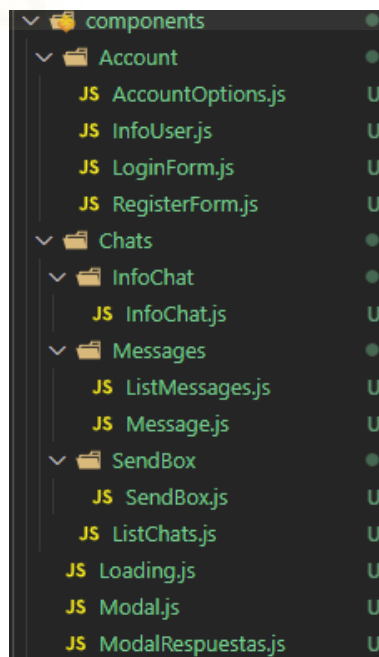 components
Account
JS AccountOptions.js U
JS InfoUser.js U
JS LoginForm.js U
JS RegisterForm.js U
Chats
InfoChat
JS InfoChat.js U
Messages
JS ListMessages.js U
JS Message.js U
SendBox
JS SendBox.js U
JS ListChats.js U
JS Loading.js U
JS Modal.js U
JS ModalRespuestas.js U